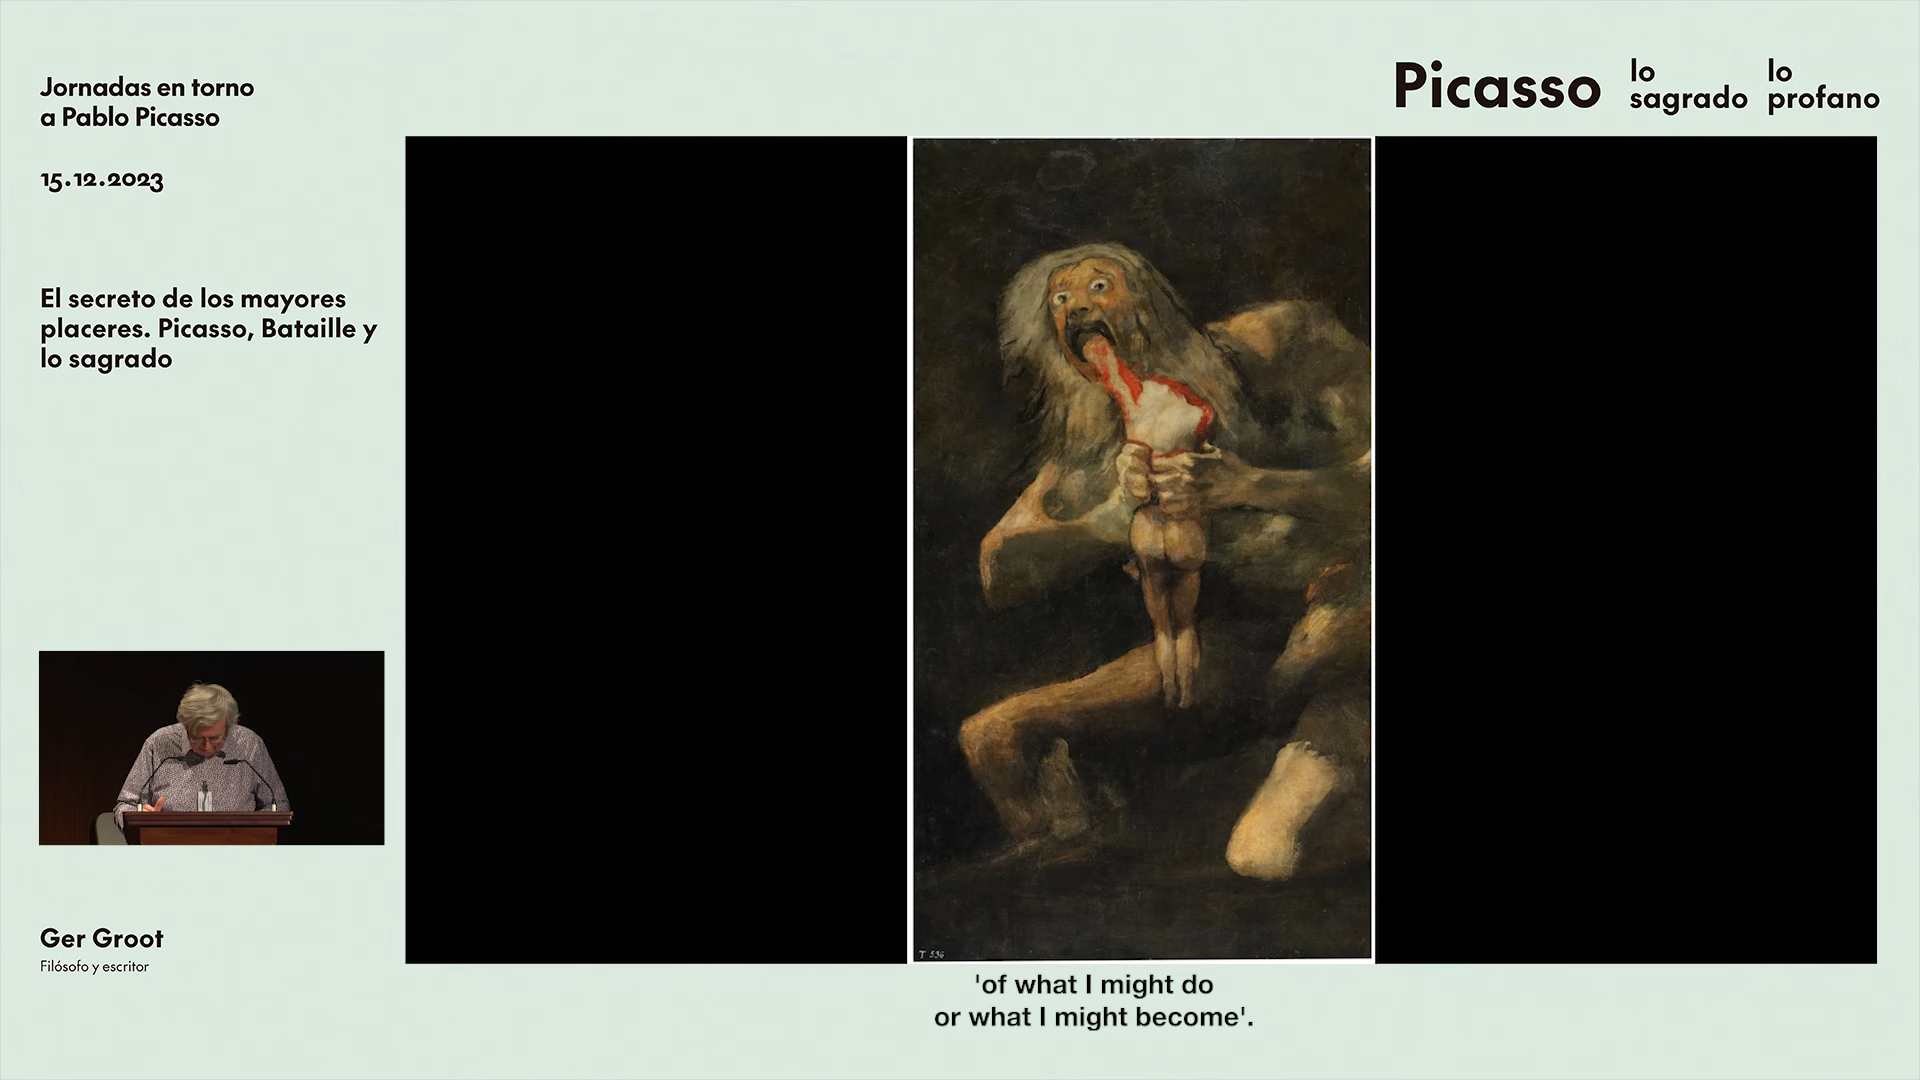 Jornadas en torno
a Pablo Picasso
15.12.2023
El secreto de los mayores
placeres. Picasso, Bataille y
lo sagrado
Ger Groot
Filósofo y escritor
Picasso
lo
sagrado
lo
profano
T 536
'of what I might do
or what I might become'.